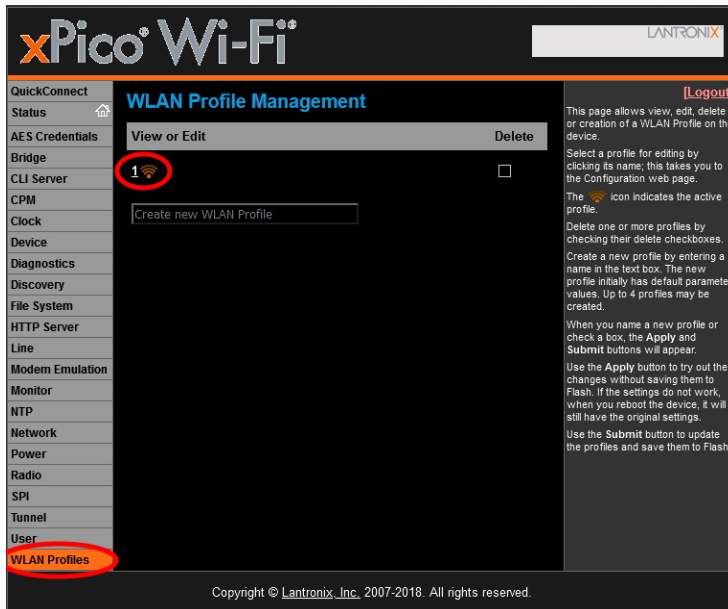 xPico® Wi-Fi®
LANTRONIX
QuickConnect
Status
AES Credentials
Bridge
CLI Server
CPM
Clock
Device
Diagnostics
Discovery
File System
HTTP Server
Line
Modem Emulation
Monitor
NTP
Network
Power
Radio
SPI
Tunnel
User
WLAN Profiles
WLAN Profile Management
View or Edit Delete
1
Create new WLAN Profile
[Logout
This page allows view, edit, delete
or creation of a WLAN Profile on th
device.
Select a profile for editing by
clicking its name; this takes you to
the Configuration web page.
The icon indicates the active
profile.
Delete one or more profiles by
checking their delete checkboxes.
Create a new profile by entering a
name in the text box. The new
profile initially has default paramete
values. Up to 4 profiles may be
created.
When you name a new profile or
check a box, the Apply and
Submit buttons will appear.
Use the Apply button to try out the
changes without saving them to
Flash. If the settings do not work,
when you reboot the device, it will
still have the original settings.
Use the Submit button to update
the profiles and save them to Flash
Copyright © Lantronix, Inc. 2007-2018. All rights reserved.